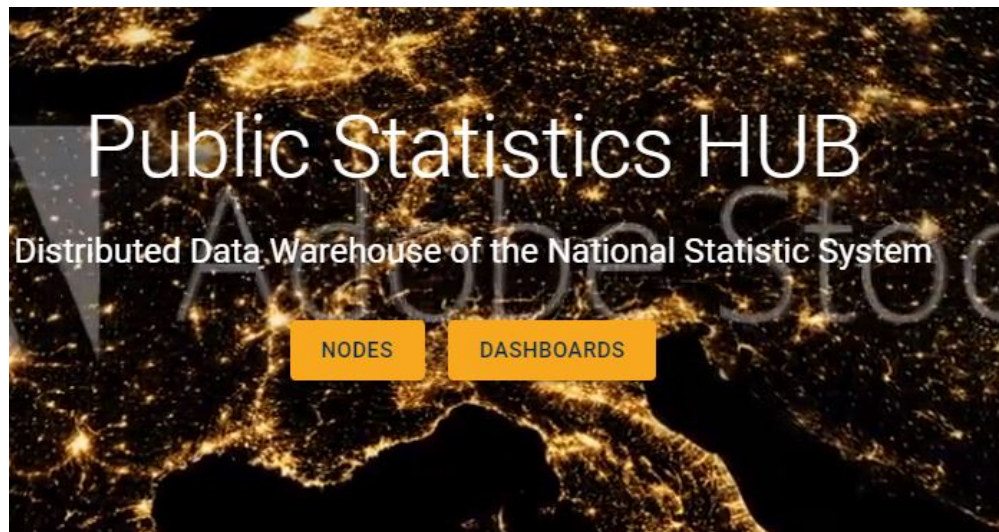 Public Statistics HUB
Distributed Data Warehouse of the National Statistic System
Adobe Stoc
NODES
DASHBOARDS